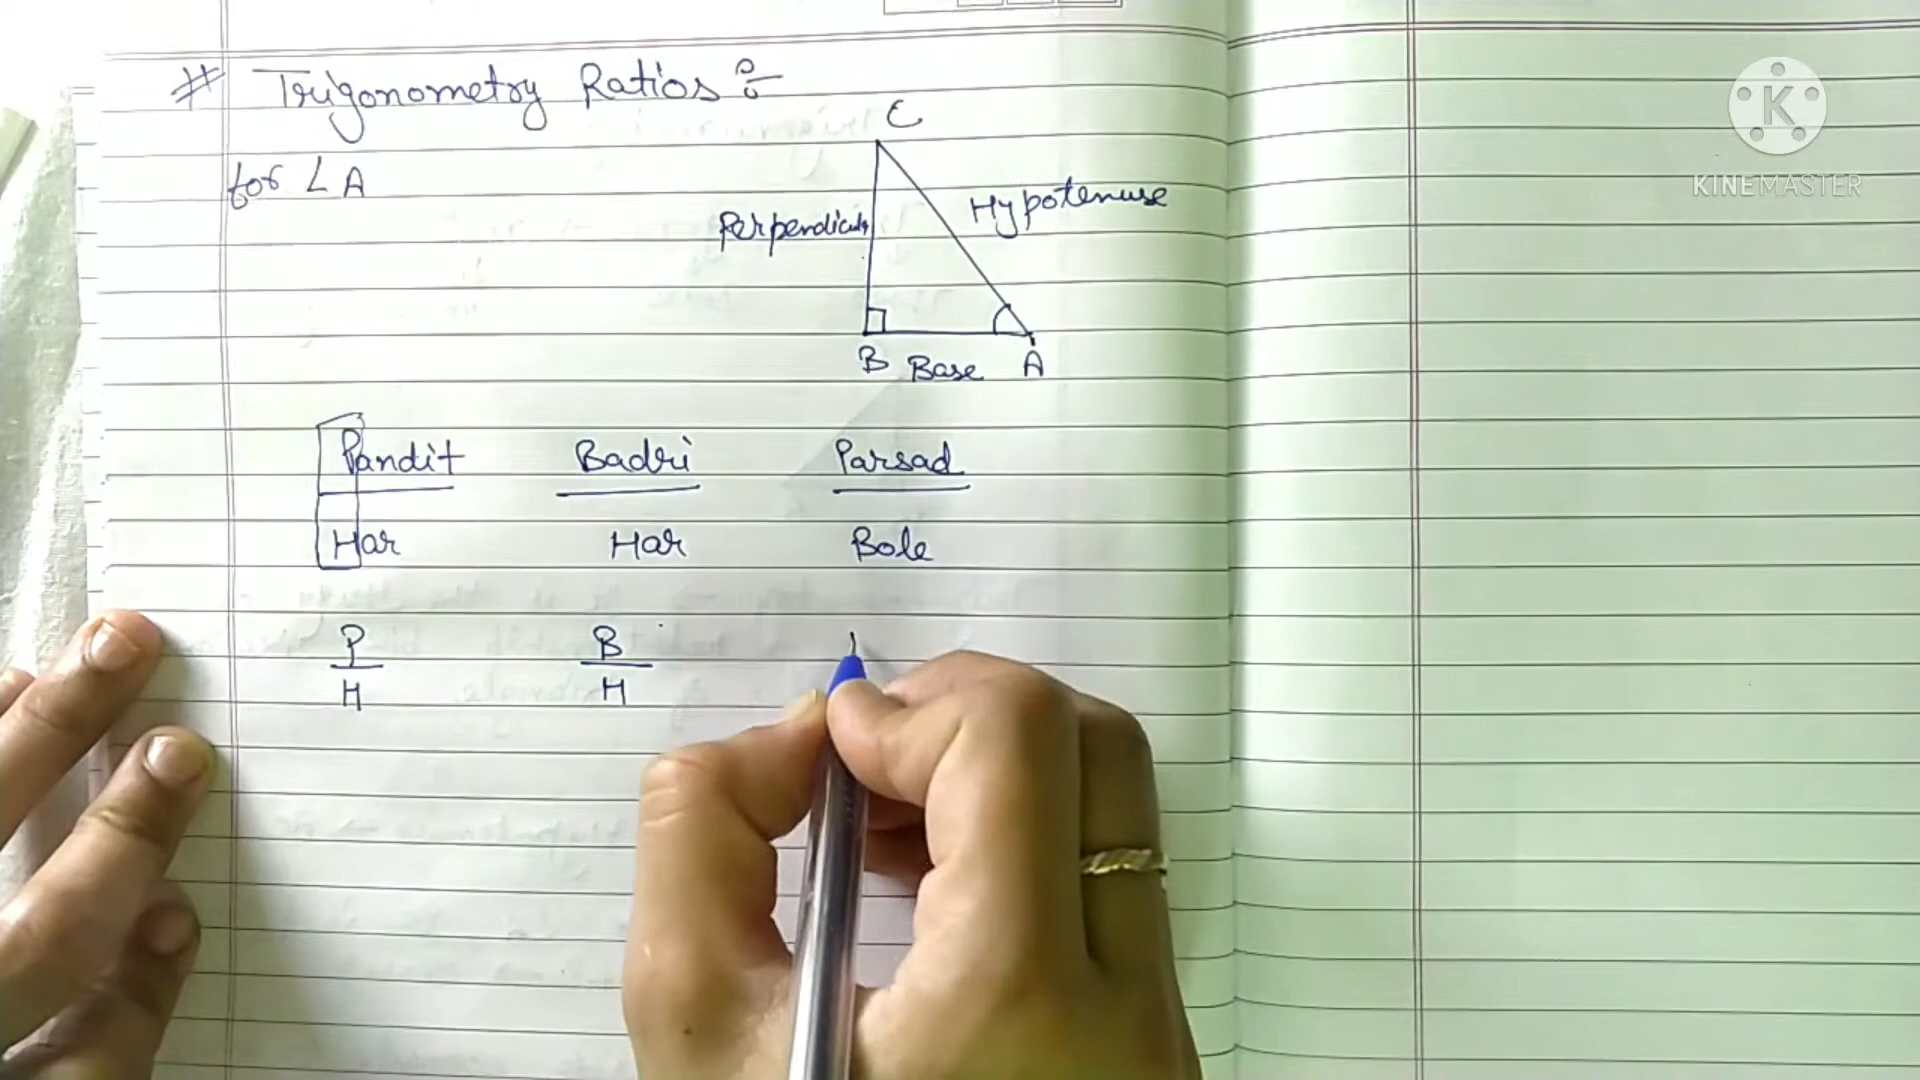 # Trigonometry Ratios :-
for ∠A
C
Perpendicular
Hypotenuse
B Base A
Pandit Badri Parsad
Har Har Bole
P B
H H
K
KINEMASTER